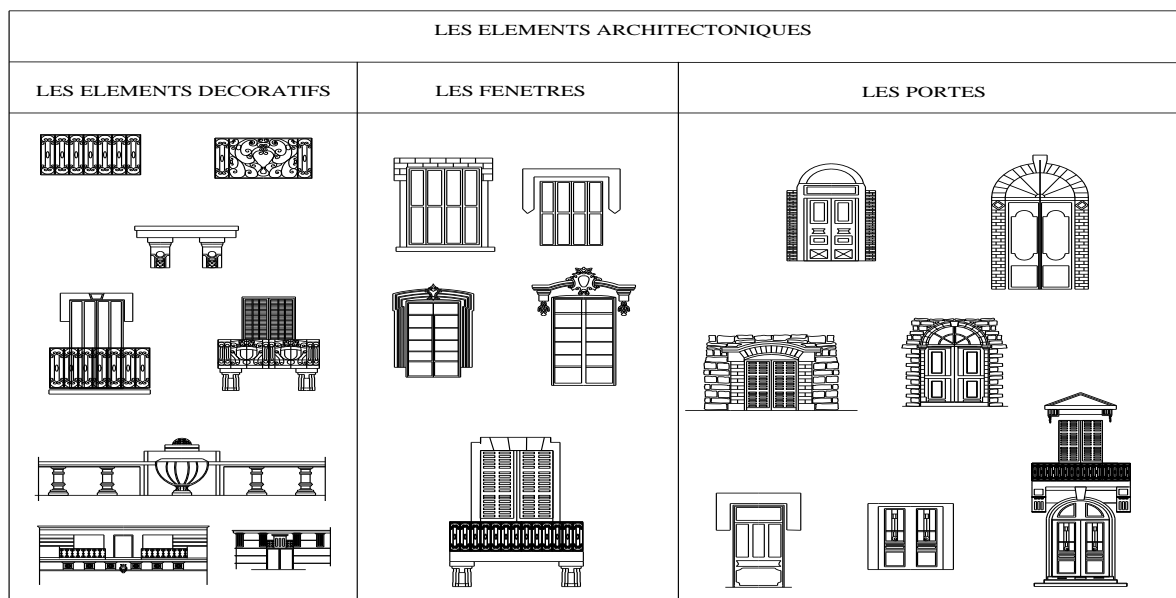 LES ELEMENTS ARCHITECTONIQUES
LES ELEMENTS DECORATIFS
LES FENETRES
LES PORTES